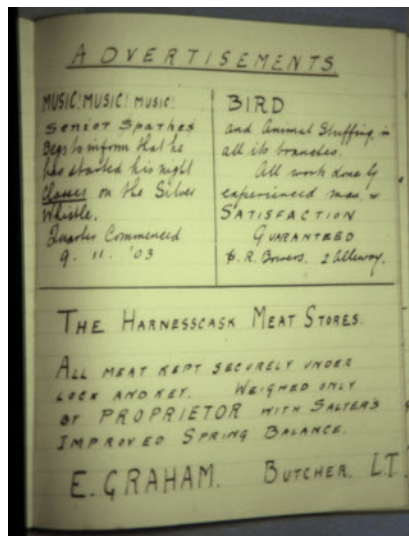 ADVERTISEMENTS
MUSIC! MUSIC! MUSIC!
Senior Spathes
Begs to inform that he
has started his night
Classes on the Silver
Whistle.
Quarter Commenced
9. 11. '03
BIRD
and Animal Stuffing in
all its branches.
All work done by
experienced man &
SATISFACTION
GUARANTEED
R. Bowers. 2 Alleway.
THE HARNESSCASK MEAT STORES.
ALL MEAT KEPT SECURELY UNDER
LOCK AND KEY. WEIGHED ONLY
BY PROPRIETOR WITH SALTER'S
IMPROVED SPRING BALANCE.
E. GRAHAM. BUTCHER. L.T.